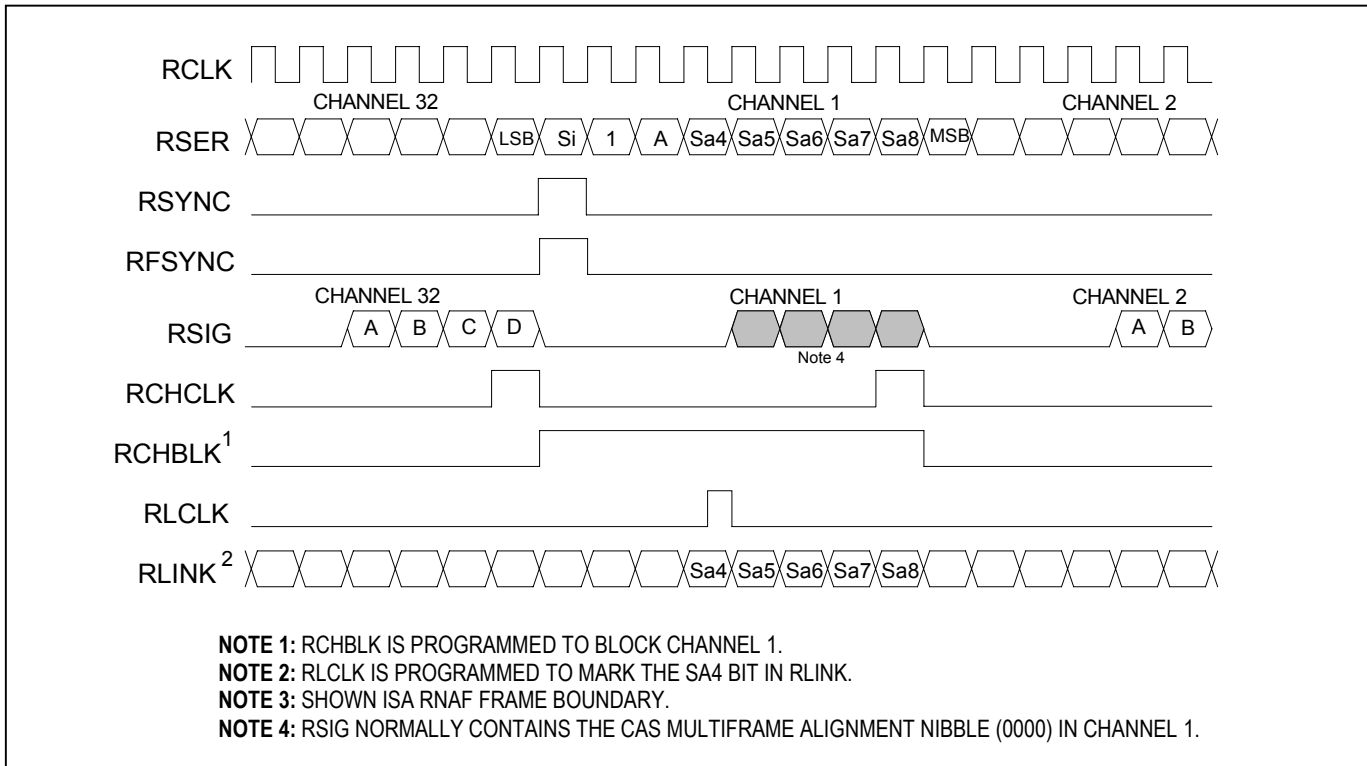 RCLK
CHANNEL 32 CHANNEL 1 CHANNEL 2
RSER LSB Si 1 A Sa4 Sa5 Sa6 Sa7 Sa8 MSB
RSYNC
RFSYNC
CHANNEL 32 CHANNEL 1 CHANNEL 2
RSIG A B C D A B
Note 4
RCHCLK
RCHBLK1
RLCLK
RLINK2 Sa4 Sa5 Sa6 Sa7 Sa8
NOTE 1: RCHBLK IS PROGRAMMED TO BLOCK CHANNEL 1.
NOTE 2: RLCLK IS PROGRAMMED TO MARK THE SA4 BIT IN RLINK.
NOTE 3: SHOWN ISA RNAF FRAME BOUNDARY.
NOTE 4: RSIG NORMALLY CONTAINS THE CAS MULTIFRAME ALIGNMENT NIBBLE (0000) IN CHANNEL 1.